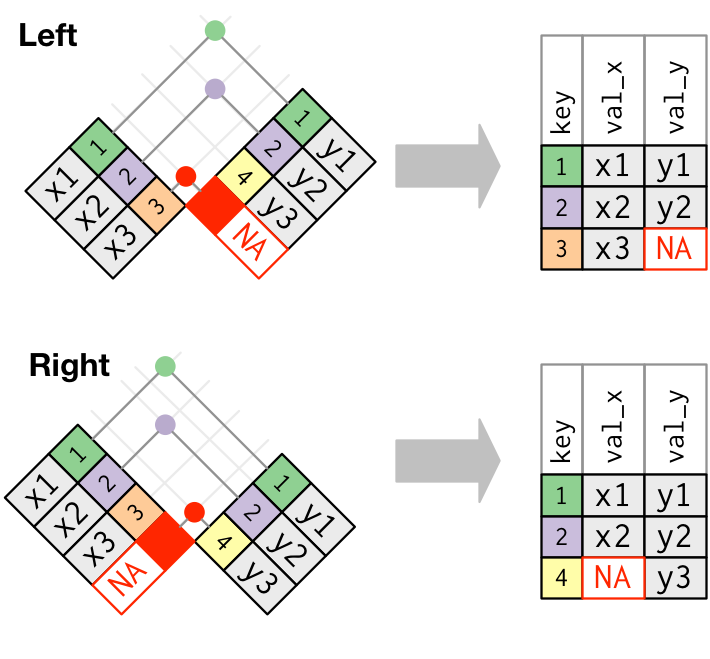 Left
1 x1
2 x2
3 x3
1 y1
2 y2
4 y3
NA
key val_x val_y
1 x1 y1
2 x2 y2
3 x3 NA
Right
1 x1
2 x2
3 x3
NA
1 y1
2 y2
4 y3
key val_x val_y
1 x1 y1
2 x2 y2
4 NA y3